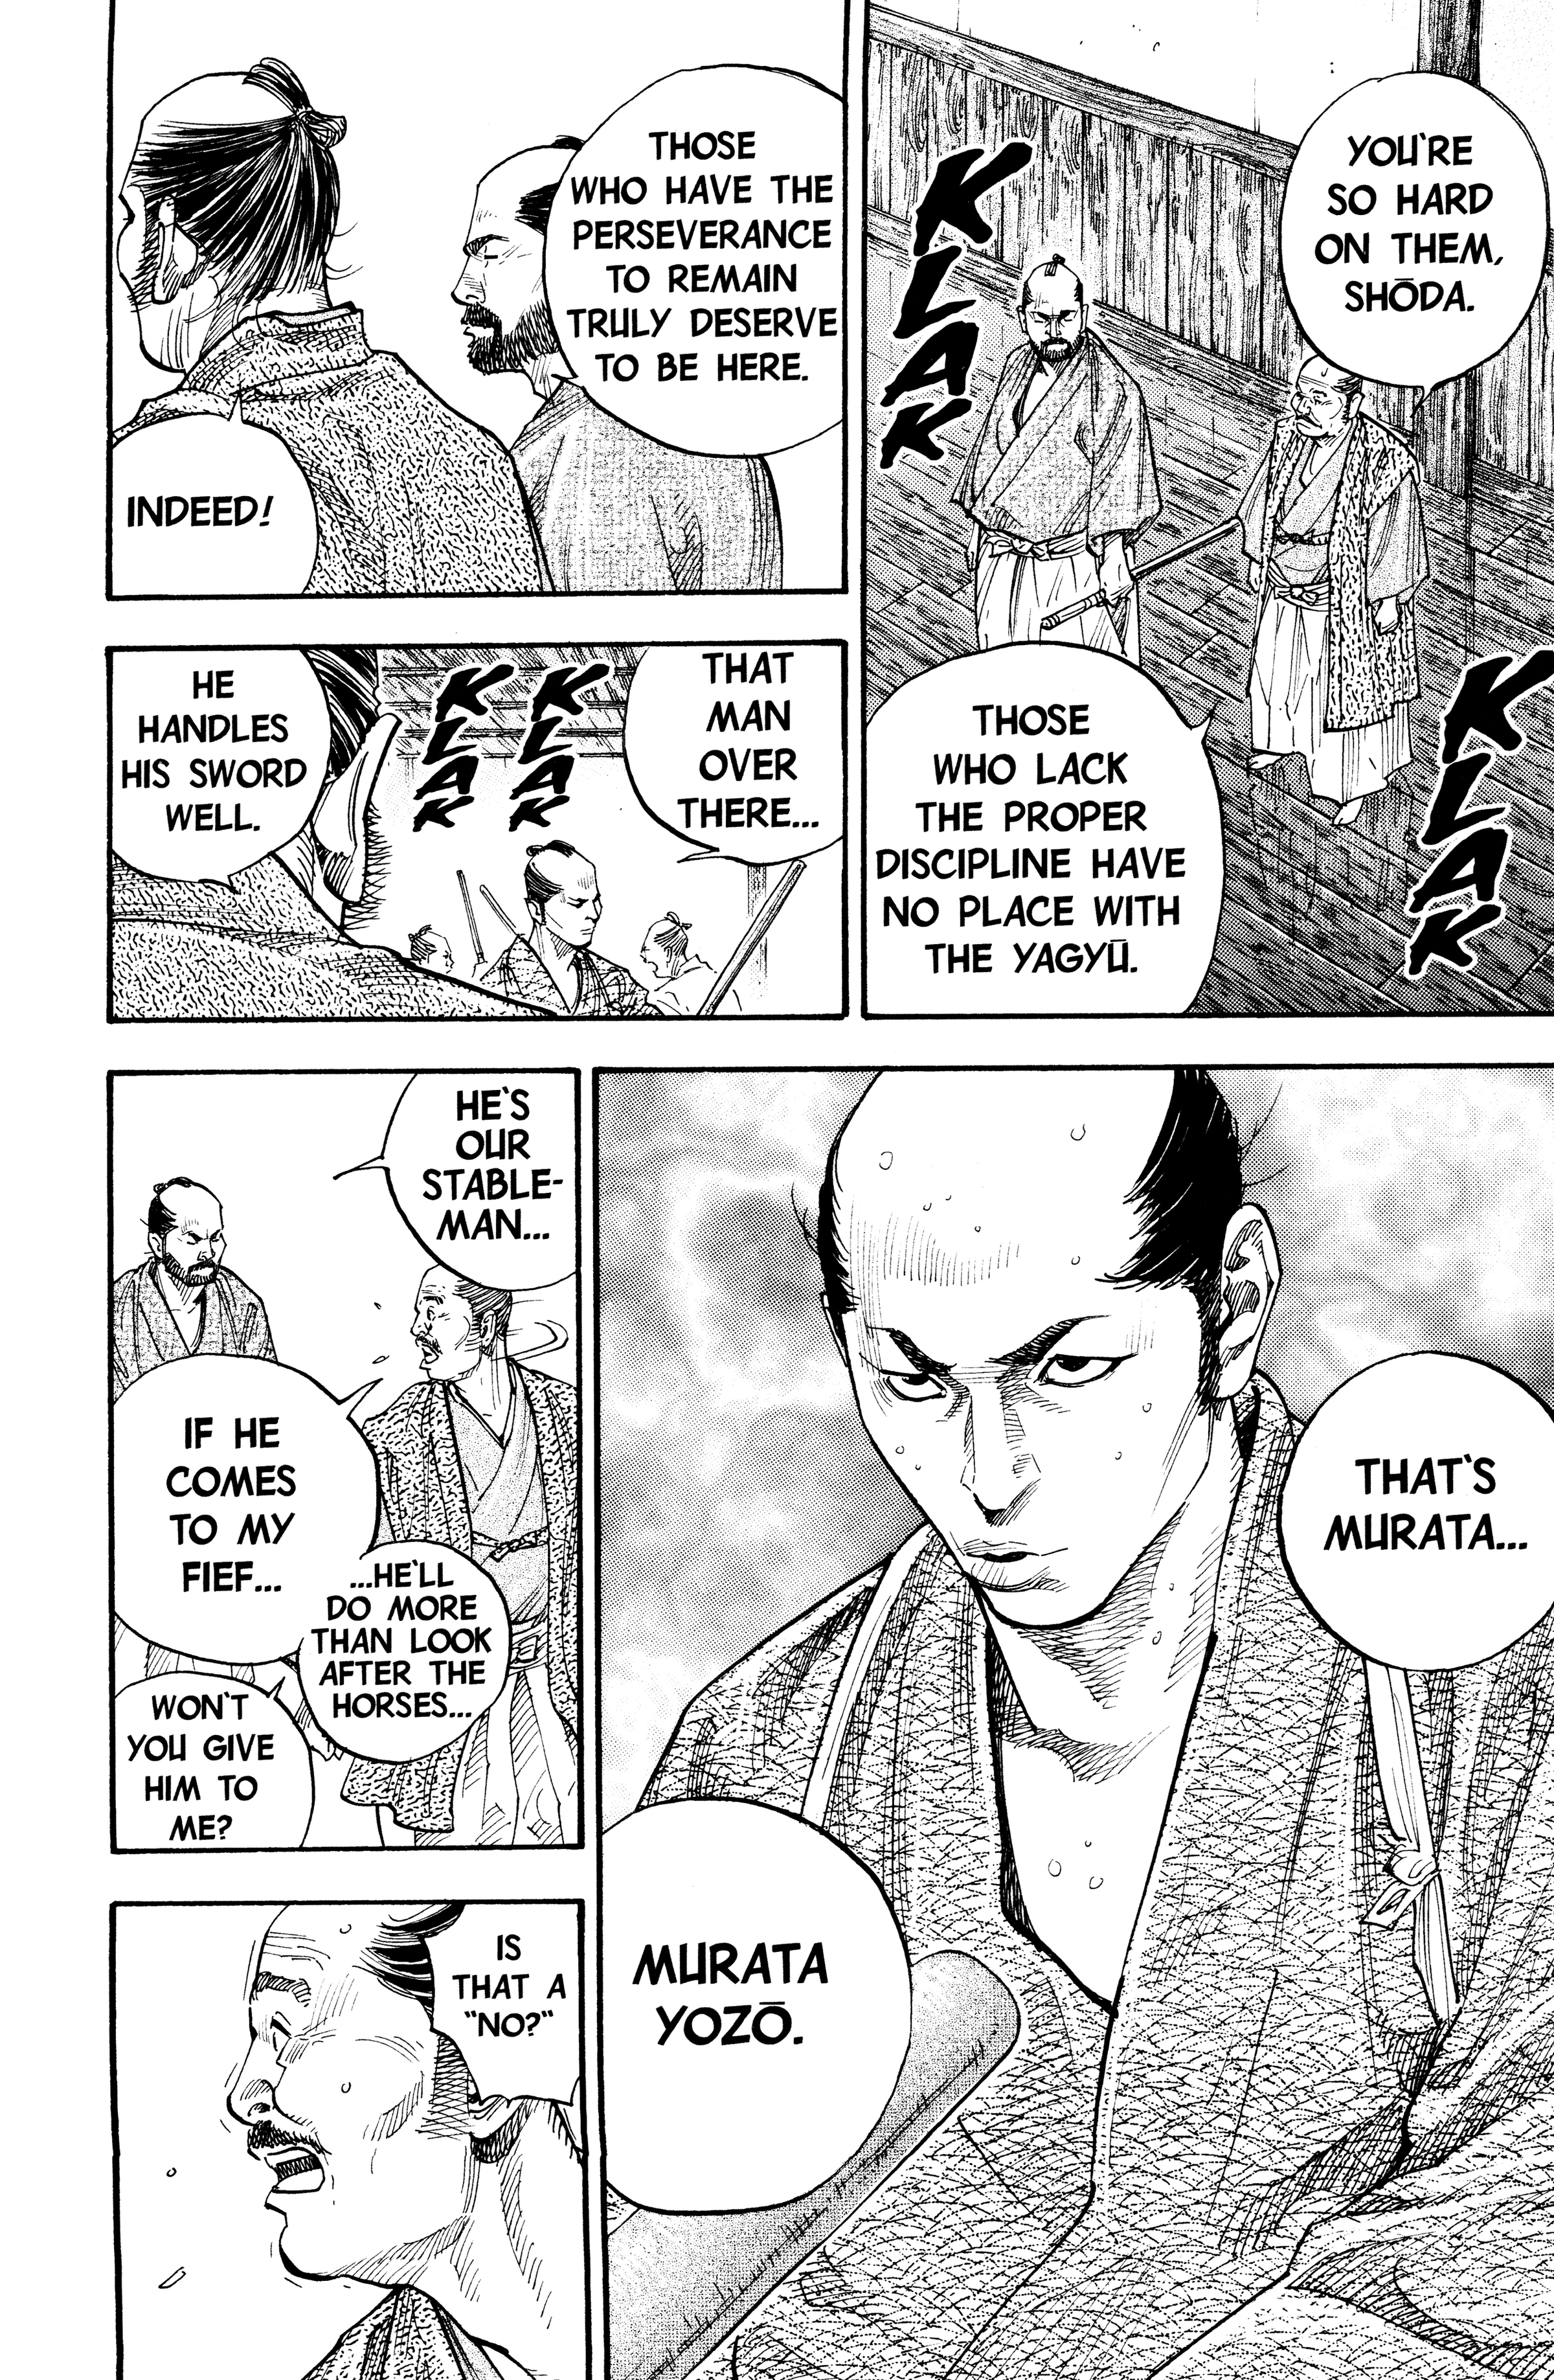 YOU'RE
SO HARD
ON THEM,
SHŌDA.
KLAK
THOSE
WHO LACK
THE PROPER
DISCIPLINE HAVE
NO PLACE WITH
THE YAGYŪ.
KLAK
THOSE
WHO HAVE THE
PERSEVERANCE
TO REMAIN
TRULY DESERVE
TO BE HERE.
INDEED!
THAT
MAN
OVER
THERE...
KLAK
KLAK
HE
HANDLES
HIS SWORD
WELL.
THAT'S
MURATA...
MURATA
YOZŌ.
HE'S
OUR
STABLE-
MAN...
IF HE
COMES
TO MY
FIEF...
...HE'LL
DO MORE
THAN LOOK
AFTER THE
HORSES...
WON'T
YOU GIVE
HIM TO
ME?
IS
THAT A
"NO?"